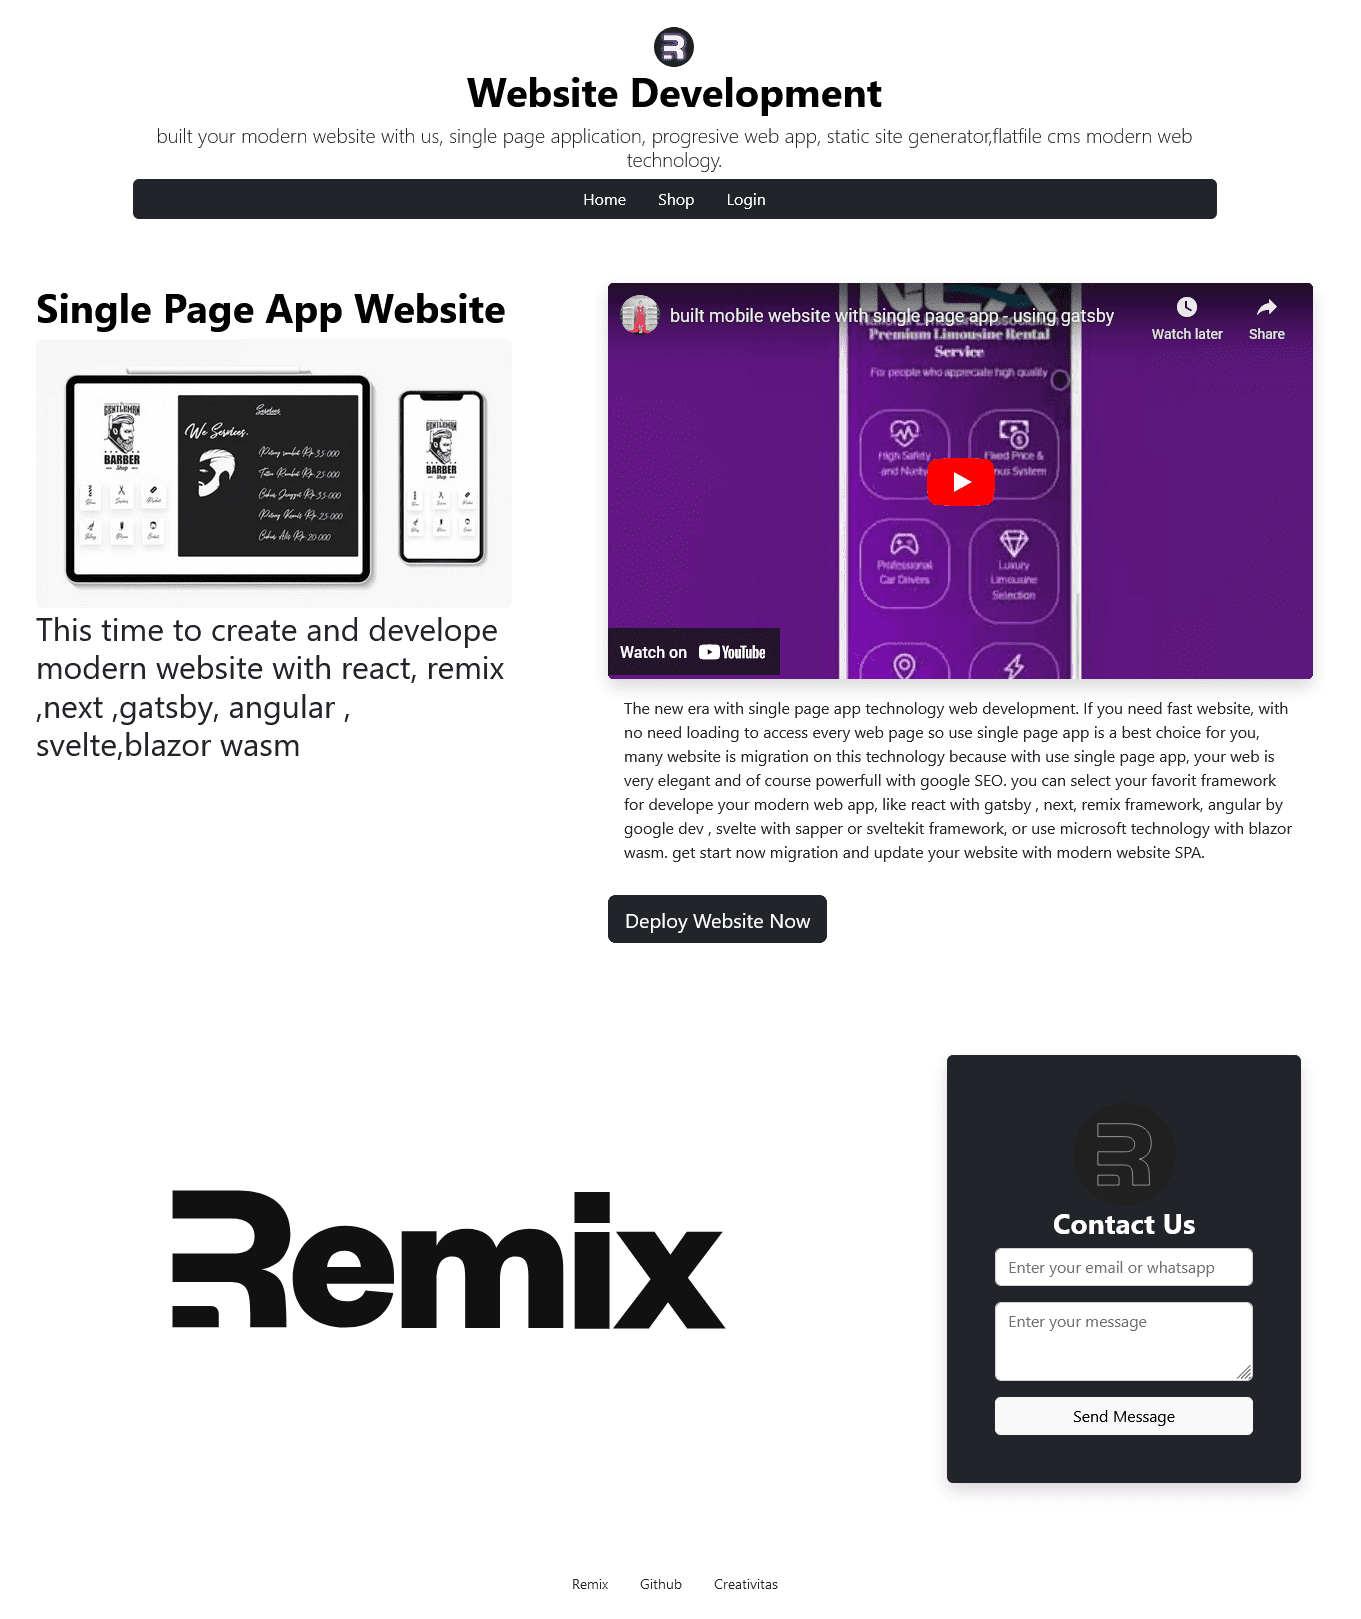 Website Development
built your modern website with us, single page application, progresive web app, static site generator,flatfile cms modern web
technology.
Home Shop Login
Single Page App Website
GENTLEMAN
BARBER
Shop
Services
We Services.
GENTLEMAN
BARBER
Shop
This time to create and develope
modern website with react, remix
,next ,gatsby, angular ,
svelte,blazor wasm
built mobile website with single page app - using gatsby
Watch later
Share
Premium Limousine Rental
Service
For people who appreciate high quality
High Safety
and
Fixed Price &
System
Professional
Car Drivers
Luxury
Limousine
Selection
Watch on YouTube
The new era with single page app technology web development. If you need fast website, with
no need loading to access every web page so use single page app is a best choice for you,
many website is migration on this technology because with use single page app, your web is
very elegant and of course powerfull with google SEO. you can select your favorit framework
for develope your modern web app, like react with gatsby , next, remix framework, angular by
google dev , svelte with sapper or sveltekit framework, or use microsoft technology with blazor
wasm. get start now migration and update your website with modern website SPA.
Deploy Website Now
Remix
Contact Us
Enter your email or whatsapp
Enter your message
Send Message
Remix Github Creativitas